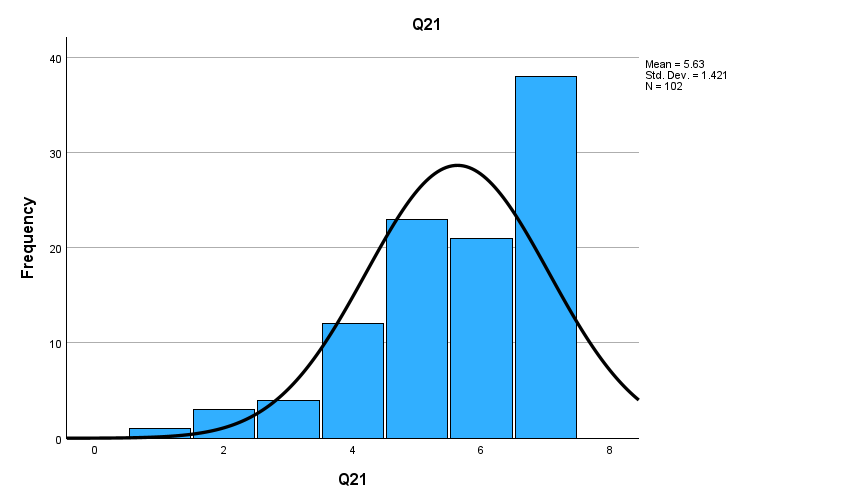 Q21
Mean = 5.63
Std. Dev. = 1.421
N = 102
40
30
20
10
0
Frequency
0 2 4 6 8
Q21